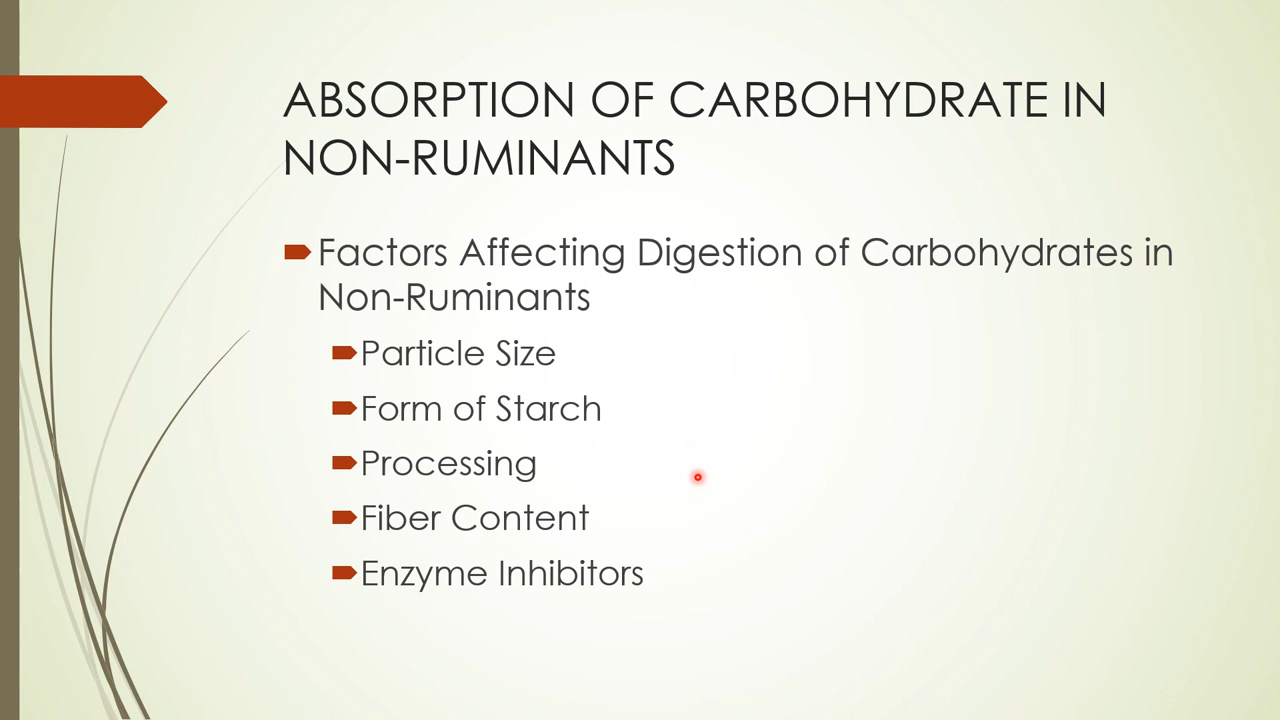 ABSORPTION OF CARBOHYDRATE IN
NON-RUMINANTS
Factors Affecting Digestion of Carbohydrates in
Non-Ruminants
Particle Size
Form of Starch
Processing
Fiber Content
Enzyme Inhibitors